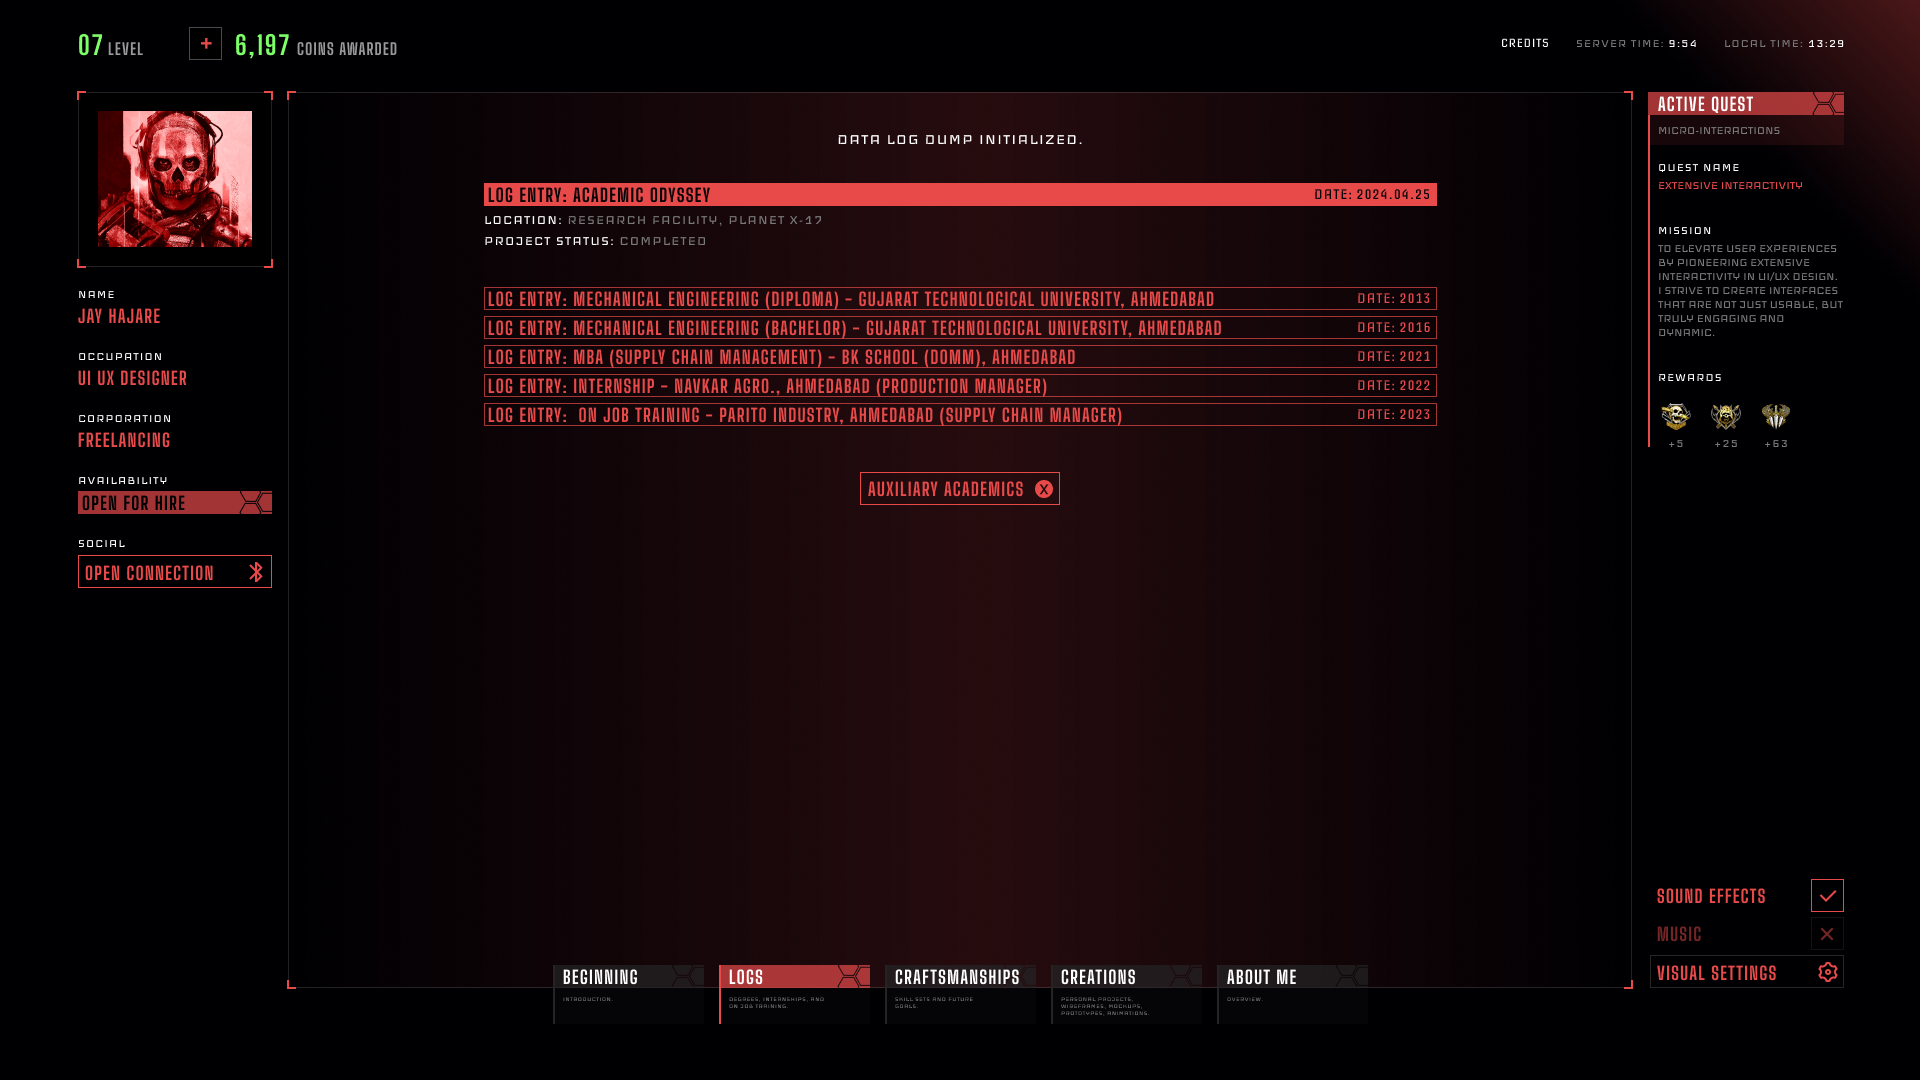 07 LEVEL
+
6,197 COINS AWARDED
CREDITS
SERVER TIME: 9:54
LOCAL TIME: 13:29
NAME
JAY HAJARE
OCCUPATION
UI UX DESIGNER
CORPORATION
FREELANCING
AVAILABILITY
OPEN FOR HIRE
SOCIAL
OPEN CONNECTION
DATA LOG DUMP INITIALIZED.
LOG ENTRY: ACADEMIC ODYSSEY DATE: 2024.04.25
LOCATION: RESEARCH FACILITY, PLANET X-17
PROJECT STATUS: COMPLETED
LOG ENTRY: MECHANICAL ENGINEERING (DIPLOMA) - GUJARAT TECHNOLOGICAL UNIVERSITY, AHMEDABAD DATE: 2013
LOG ENTRY: MECHANICAL ENGINEERING (BACHELOR) - GUJARAT TECHNOLOGICAL UNIVERSITY, AHMEDABAD DATE: 2016
LOG ENTRY: MBA (SUPPLY CHAIN MANAGEMENT) - BK SCHOOL (DOMM), AHMEDABAD DATE: 2021
LOG ENTRY: INTERNSHIP - NAVKAR AGRO., AHMEDABAD (PRODUCTION MANAGER) DATE: 2022
LOG ENTRY: ON JOB TRAINING - PARITO INDUSTRY, AHMEDABAD (SUPPLY CHAIN MANAGER) DATE: 2023
AUXILIARY ACADEMICS X
ACTIVE QUEST
MICRO-INTERACTIONS
QUEST NAME
EXTENSIVE INTERACTIVITY
MISSION
TO ELEVATE USER EXPERIENCES
BY PIONEERING EXTENSIVE
INTERACTIVITY IN UI/UX DESIGN.
I STRIVE TO CREATE INTERFACES
THAT ARE NOT JUST USABLE, BUT
TRULY ENGAGING AND
DYNAMIC.
REWARDS
+5 +25 +63
SOUND EFFECTS
MUSIC
VISUAL SETTINGS
BEGINNING
INTRODUCTION.
LOGS
DEGREES, INTERNSHIPS, AND
ON JOB TRAINING.
CRAFTSMANSHIPS
SKILL SETS AND FUTURE
GOALS.
CREATIONS
PERSONAL PROJECTS,
WIREFRAMES, MOCKUPS,
PROTOTYPES, ANIMATIONS.
ABOUT ME
OVERVIEW.